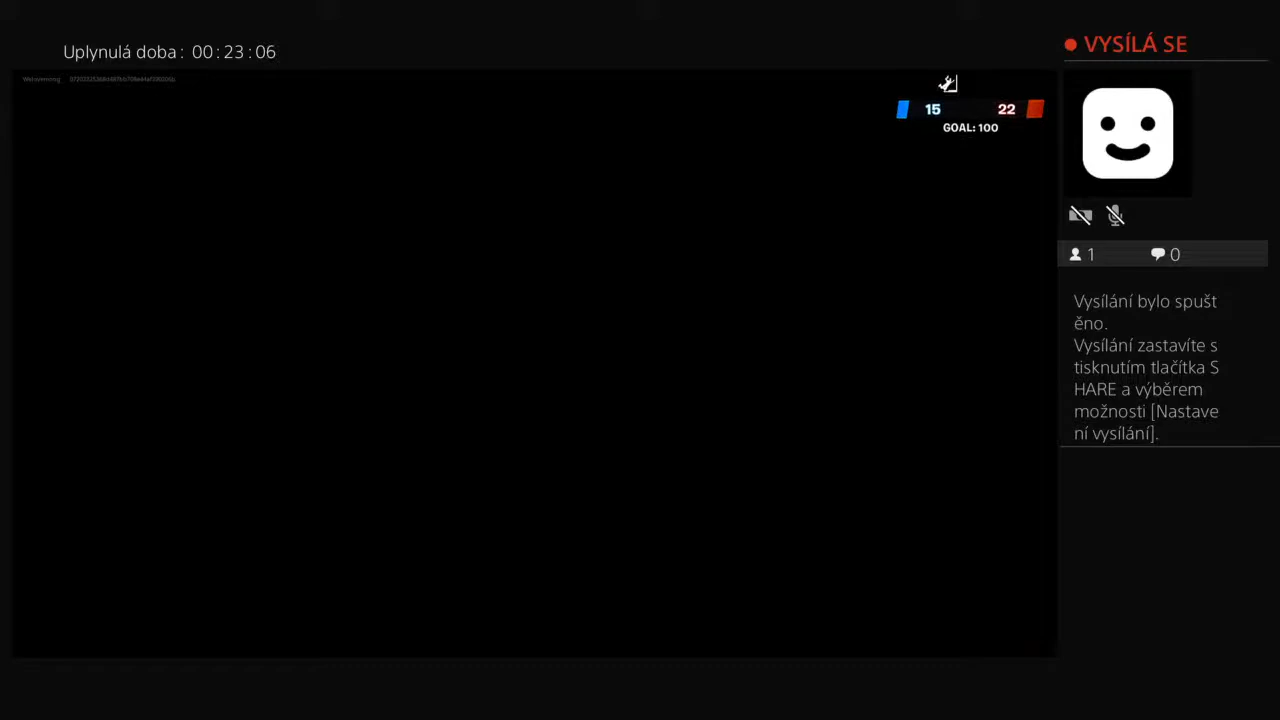 Uplynulá doba: 00:23:06
VYSÍLÁ SE
15 22
GOAL: 100
1 0
Vysílání bylo spušt
ěno.
Vysílání zastavíte s
tisknutím tlačítka S
HARE a výběrem
možnosti [Nastave
ní vysílání].